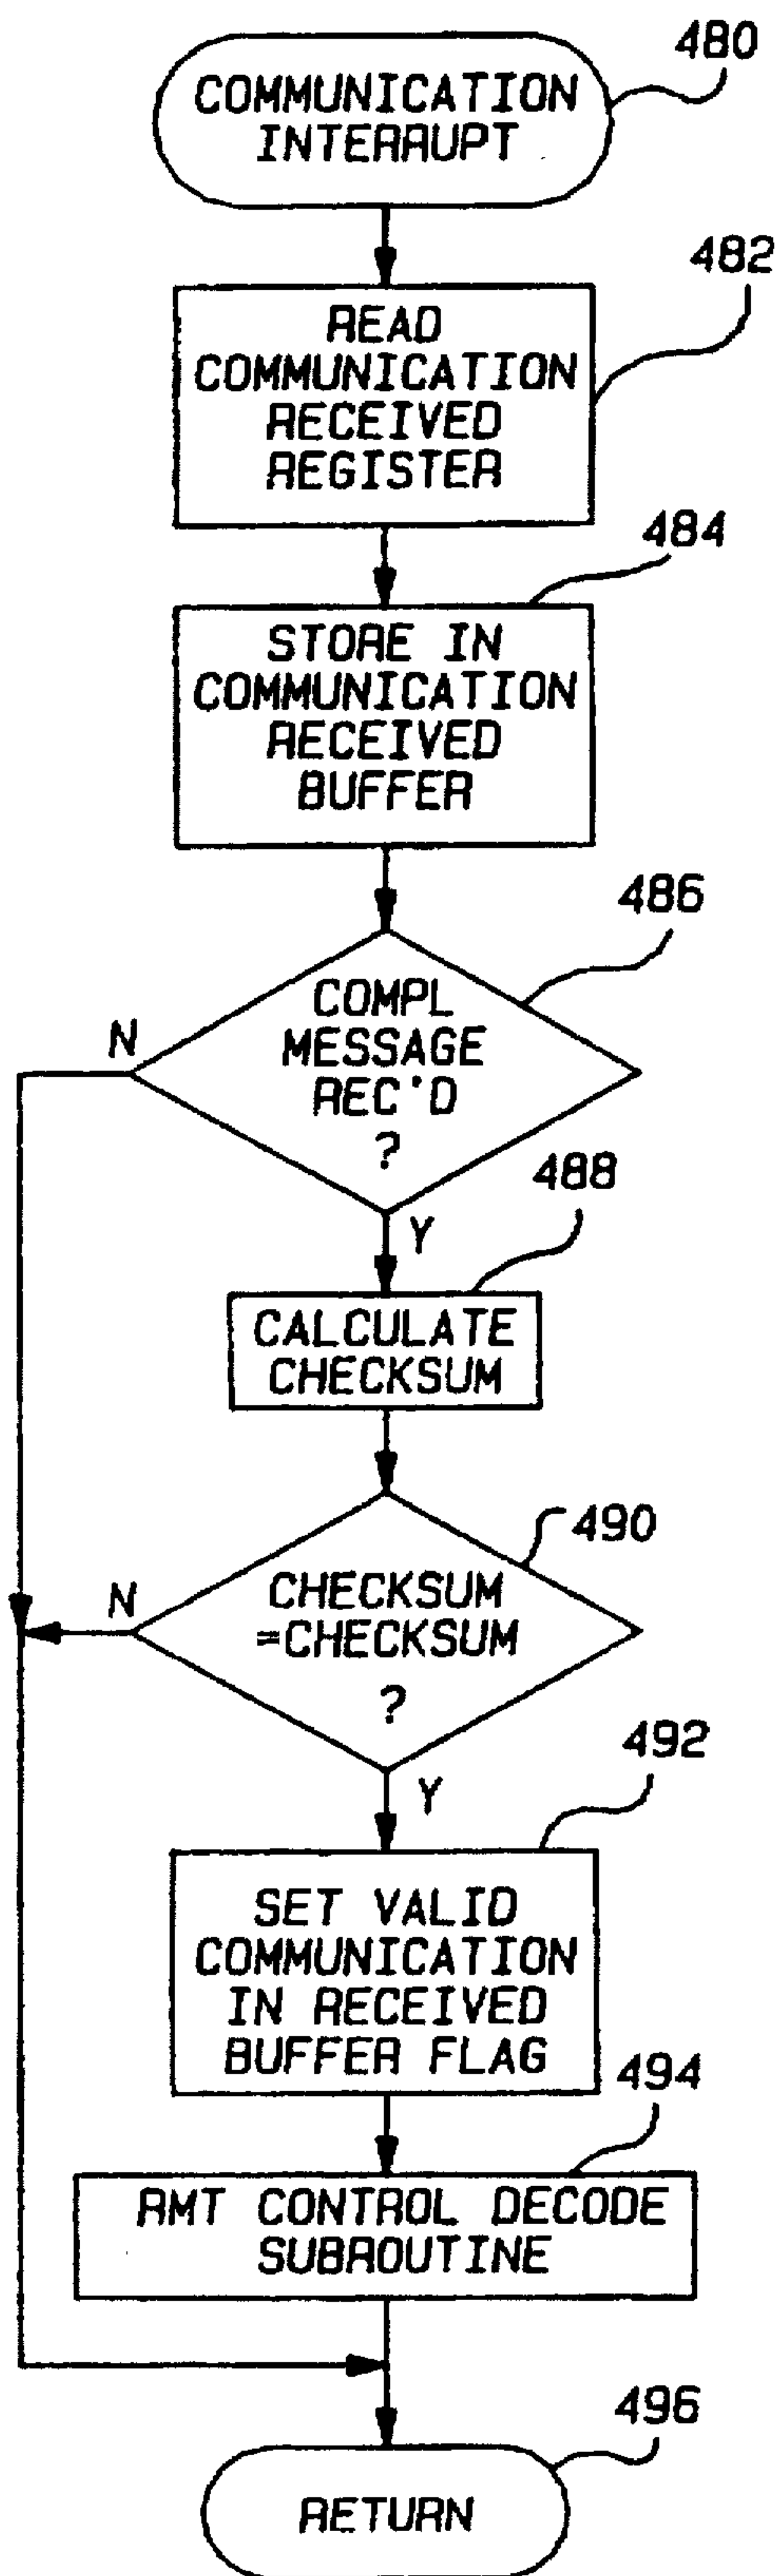 480
COMMUNICATION
INTERRUPT
482
READ
COMMUNICATION
RECEIVED
REGISTER
484
STORE IN
COMMUNICATION
RECEIVED
BUFFER
486
COMPL
MESSAGE
REC'D
?
N
Y
488
CALCULATE
CHECKSUM
490
CHECKSUM
=CHECKSUM
?
N
Y
492
SET VALID
COMMUNICATION
IN RECEIVED
BUFFER FLAG
494
RMT CONTROL DECODE
SUBROUTINE
496
RETURN